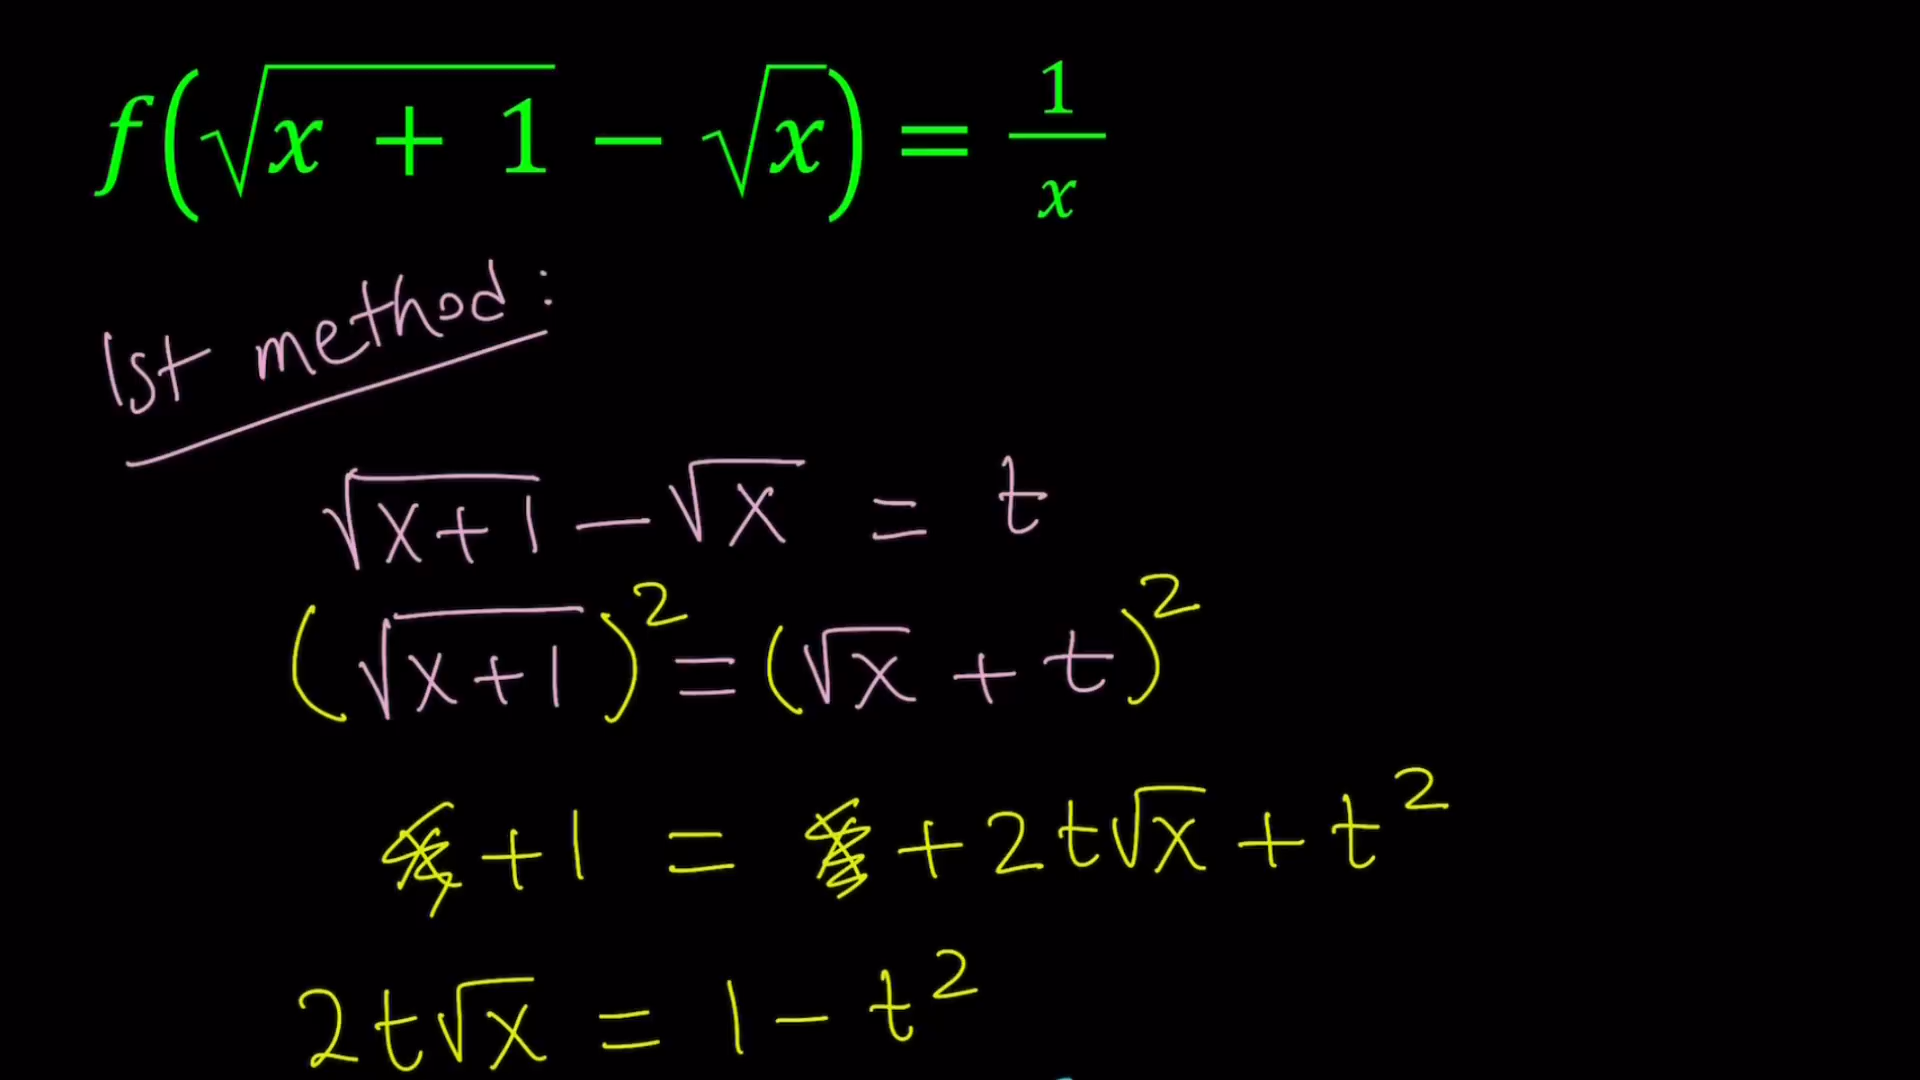 f(√(x + 1) − √x) = 1/x
1st method:
√(x+1) − √x = t
(√(x+1))² = (√x + t)²
x + 1 = x + 2t√x + t²
2t√x = 1 − t²